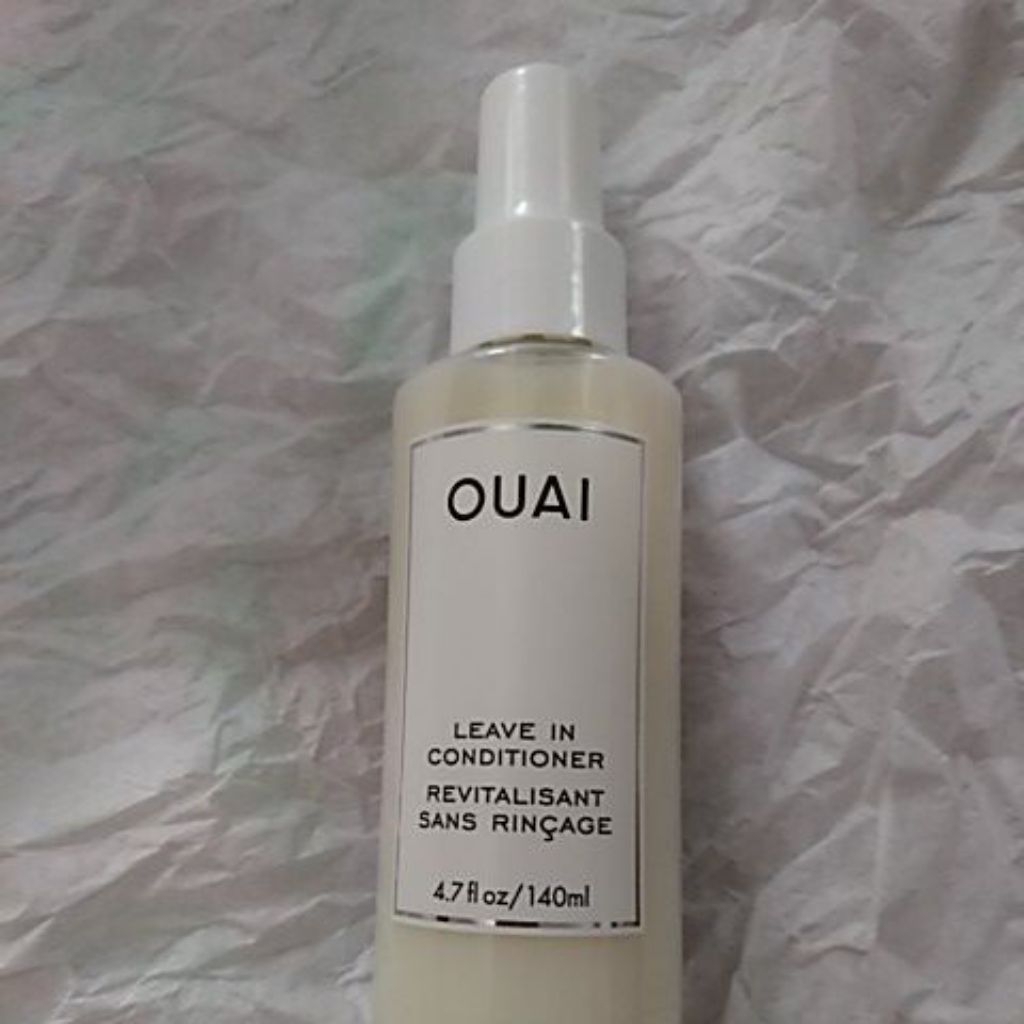 OUAI
LEAVE IN
CONDITIONER
REVITALISANT
SANS RINÇAGE
4.7 fl oz/140ml